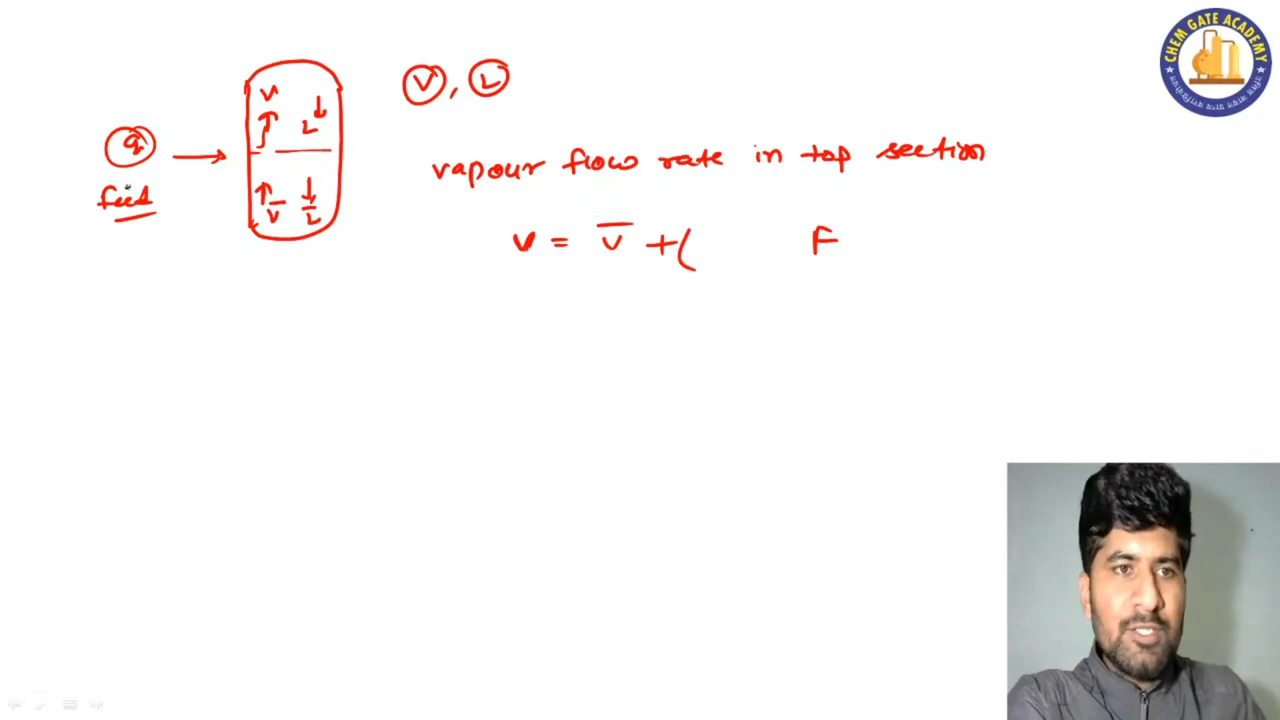 CHEM GATE ACADEMY
V , L
V L
q
vapour flow rate in top section
feed
V̅ L̅
V = V̅ + ( F